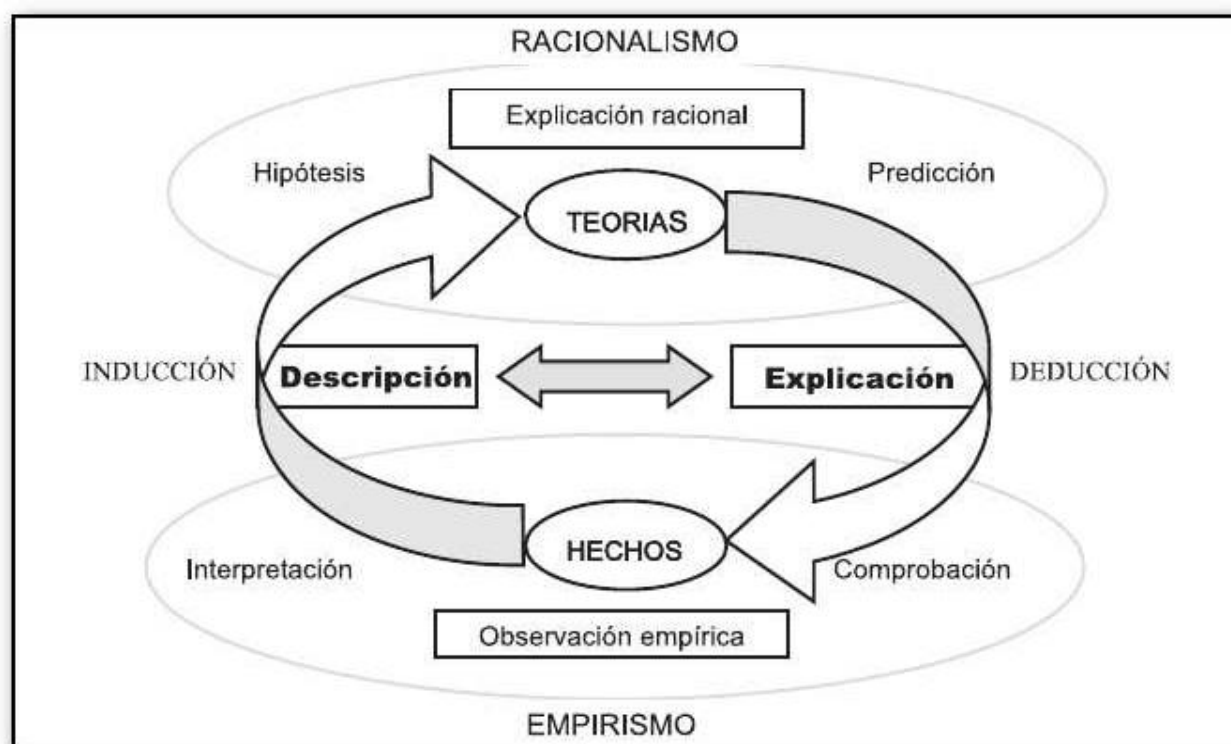 RACIONALISMO
Explicación racional
Hipótesis
Predicción
TEORIAS
INDUCCIÓN
Descripción
Explicación
DEDUCCIÓN
HECHOS
Interpretación
Comprobación
Observación empírica
EMPIRISMO